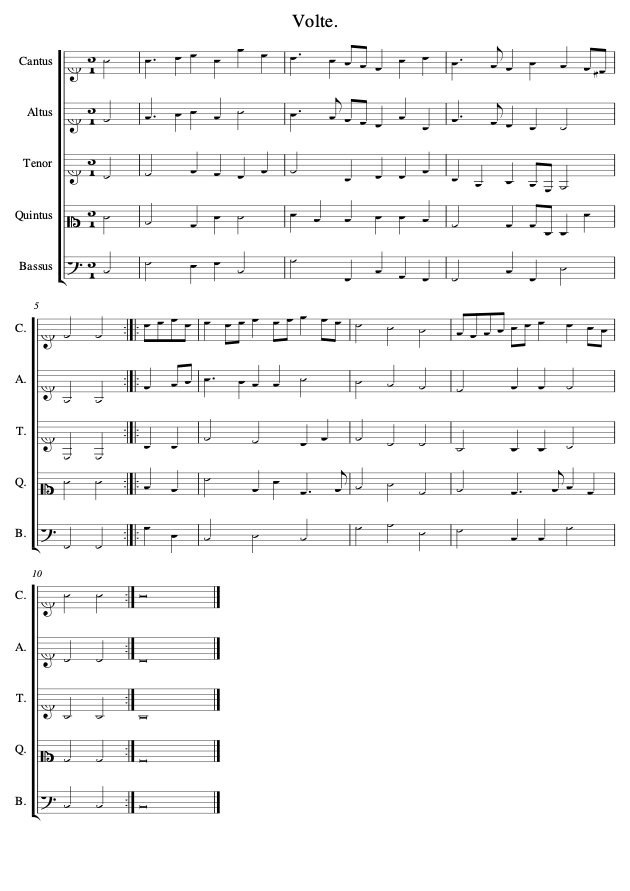 Volte.
Cantus
Altus
Tenor
Quintus
Bassus
5
C.
A.
T.
Q.
B.
10
C.
A.
T.
Q.
B.